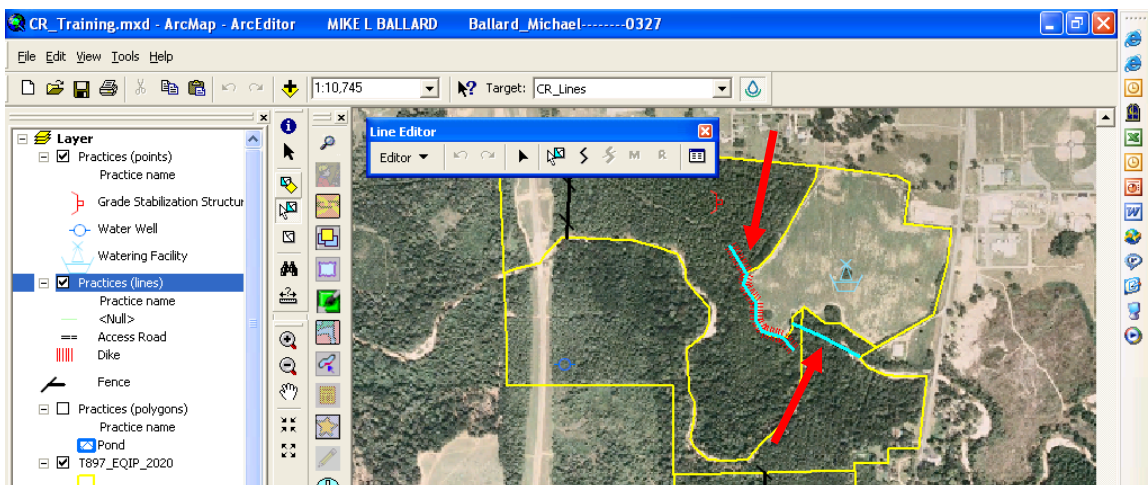 CR_Training.mxd - ArcMap - ArcEditor MIKE L BALLARD Ballard_Michael--------0327
File Edit View Tools Help
1:10,745 Target: CR_Lines
Line Editor
Editor M R
Layer
Practices (points)
Practice name
Grade Stabilization Structur
Water Well
Watering Facility
Practices (lines)
Practice name
<Null>
Access Road
Dike
Fence
Practices (polygons)
Practice name
Pond
T897_EQIP_2020